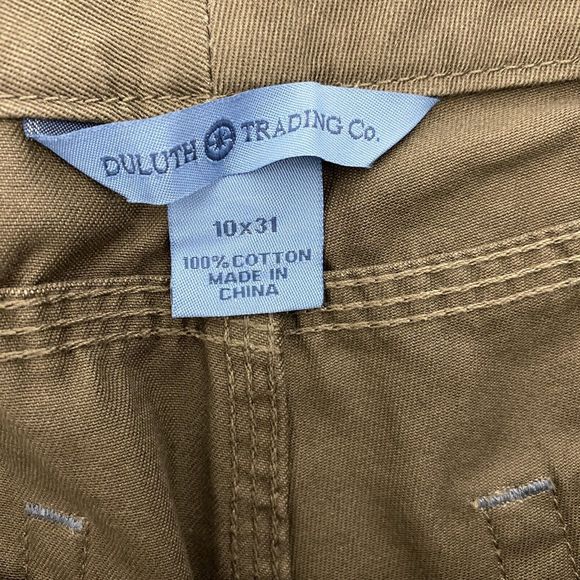 DULUTH TRADING CO.
10x31
100% COTTON
MADE IN
CHINA